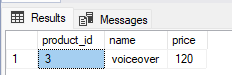 Results Messages
product_id name price
1 3 voiceover 120